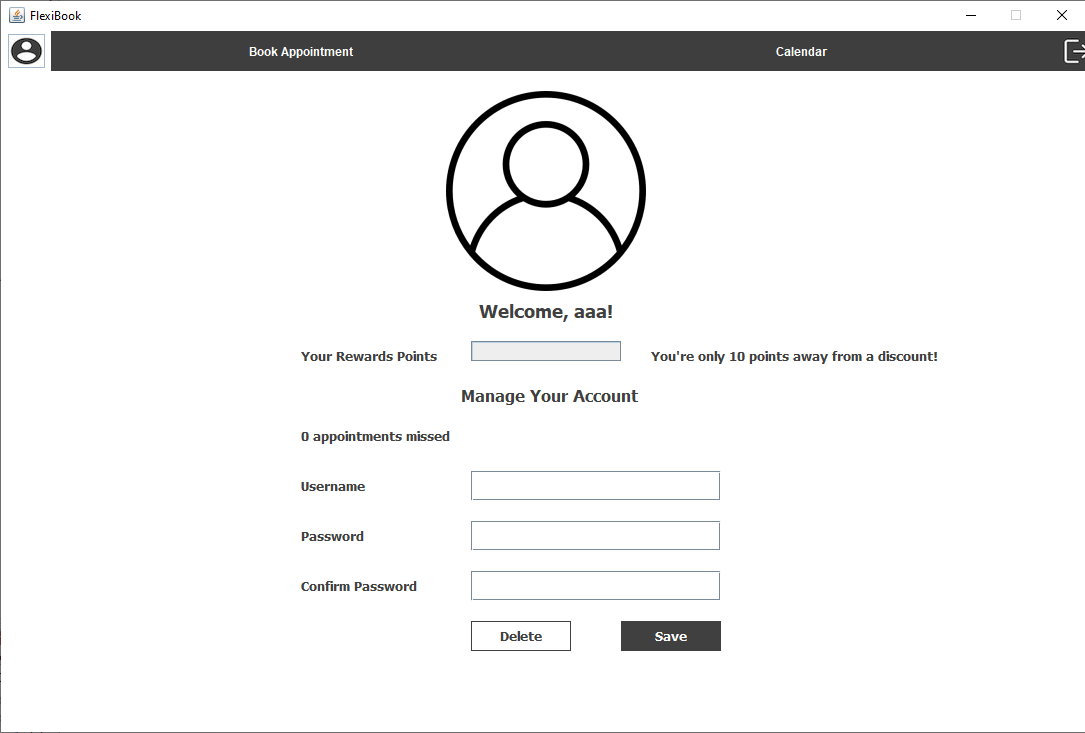 FlexiBook
Book Appointment Calendar
Welcome, aaa!
Your Rewards Points You're only 10 points away from a discount!
Manage Your Account
0 appointments missed
Username
Password
Confirm Password
Delete Save